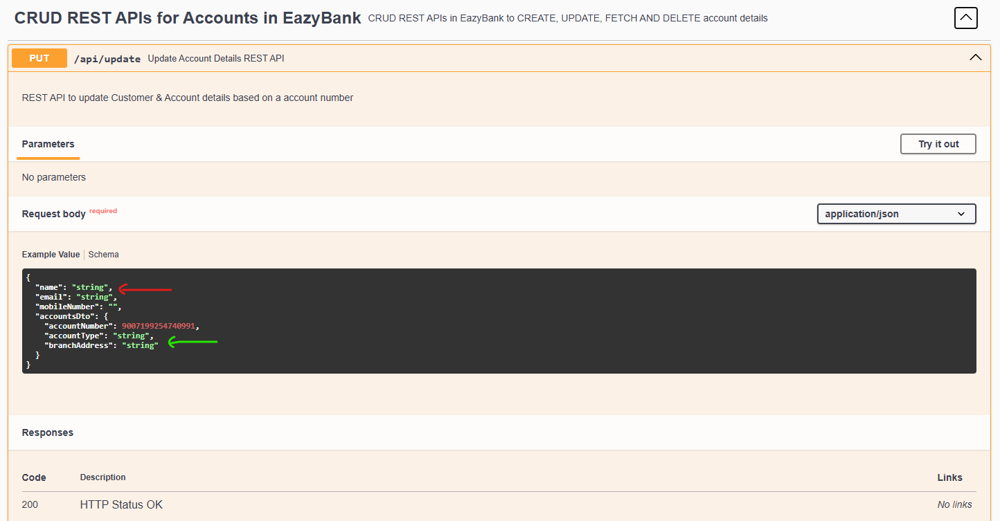 CRUD REST APIs for Accounts in EazyBank CRUD REST APIs in EazyBank to CREATE, UPDATE, FETCH AND DELETE account details
PUT /api/update Update Account Details REST API
REST API to update Customer & Account details based on a account number
Parameters Try it out
No parameters
Request body required application/json
Example Value Schema
{
  "name": "string",
  "email": "string",
  "mobileNumber": "",
  "accountsDto": {
    "accountNumber": 9007199254740991,
    "accountType": "string",
    "branchAddress": "string"
  }
}
Responses
Code Description Links
200 HTTP Status OK No links